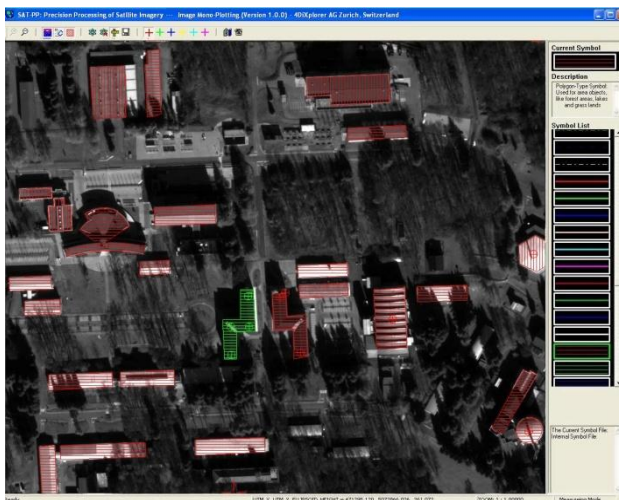 SAT-PP: Precision Processing of Satllite Imagery -- Image Mono-Plotting (Version 1.0.0) - 4DiXplorer AG Zurich, Switzerland
Current Symbol
Description
Polygon-Type Symbol.
Used for area objects,
like forest areas, lakes
and grass lands
Symbol List
The Current Symbol File:
Internal Symbol File